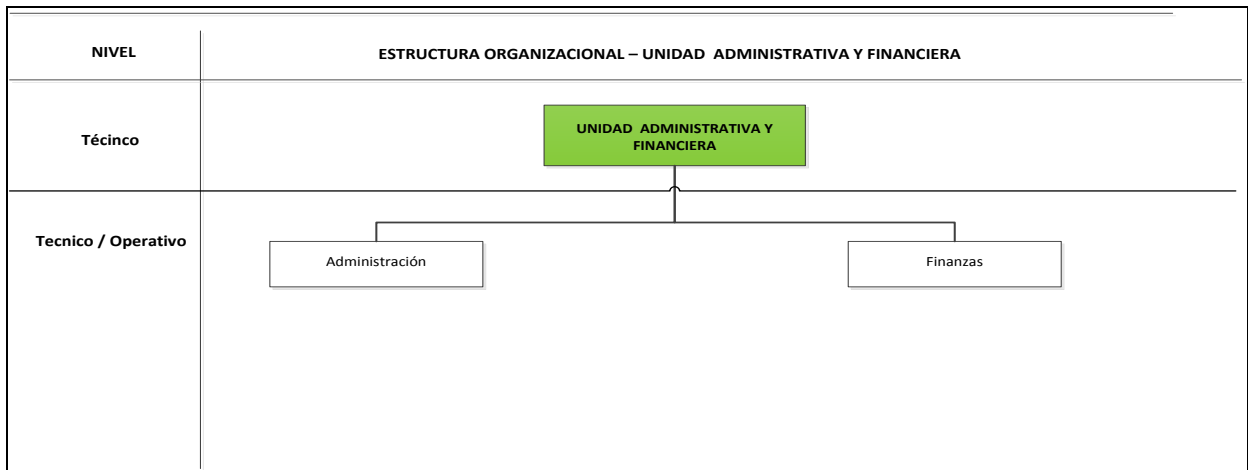 NIVEL
ESTRUCTURA ORGANIZACIONAL – UNIDAD ADMINISTRATIVA Y FINANCIERA
Técinco
UNIDAD ADMINISTRATIVA Y
FINANCIERA
Tecnico / Operativo
Administración
Finanzas